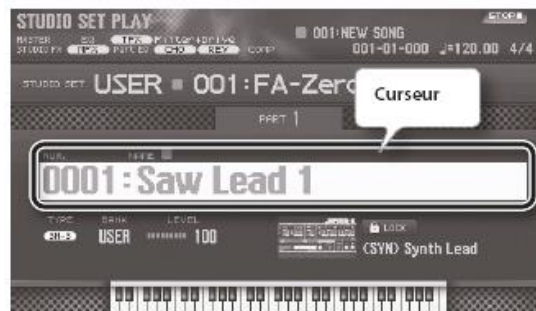 STUDIO SET PLAY
STOP
MASTER EQ TFX Filter+Drive
STUDIO FX MFX Part EQ CHO REV COMP
001:NEW SONG
001-01-000 ♩=120.00 4/4
STUDIO SET USER 001:FA-Zero
Curseur
PART 1
NUM. NAME
0001:Saw Lead 1
TYPE BANK LEVEL
SN-S USER 100
LOCK
(SYN) Synth Lead